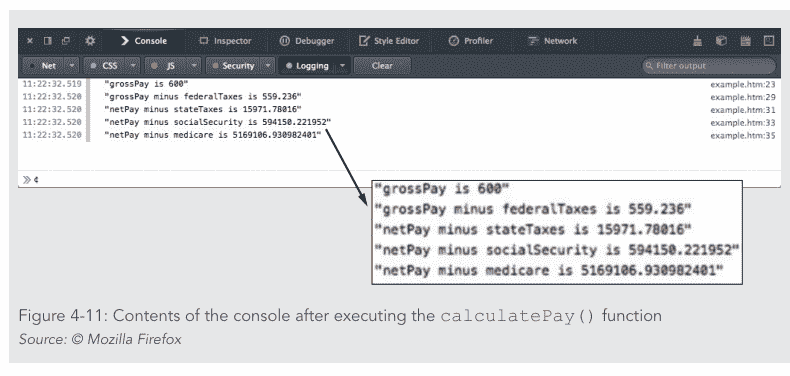 Console
Inspector
Debugger
Style Editor
Profiler
Network
Net
CSS
JS
Security
Logging
Clear
Filter output
11:22:32.519 "grossPay is 600" example.htm:23
11:22:32.520 "grossPay minus federalTaxes is 559.236" example.htm:29
11:22:32.520 "netPay minus stateTaxes is 15971.78016" example.htm:31
11:22:32.520 "netPay minus socialSecurity is 594150.221952" example.htm:33
11:22:32.520 "netPay minus medicare is 5169106.930982401" example.htm:35
"grossPay is 600"
"grossPay minus federalTaxes is 559.236"
"netPay minus stateTaxes is 15971.78016"
"netPay minus socialSecurity is 594150.221952"
"netPay minus medicare is 5169106.930982401"
Figure 4-11: Contents of the console after executing the calculatePay() function
Source: © Mozilla Firefox